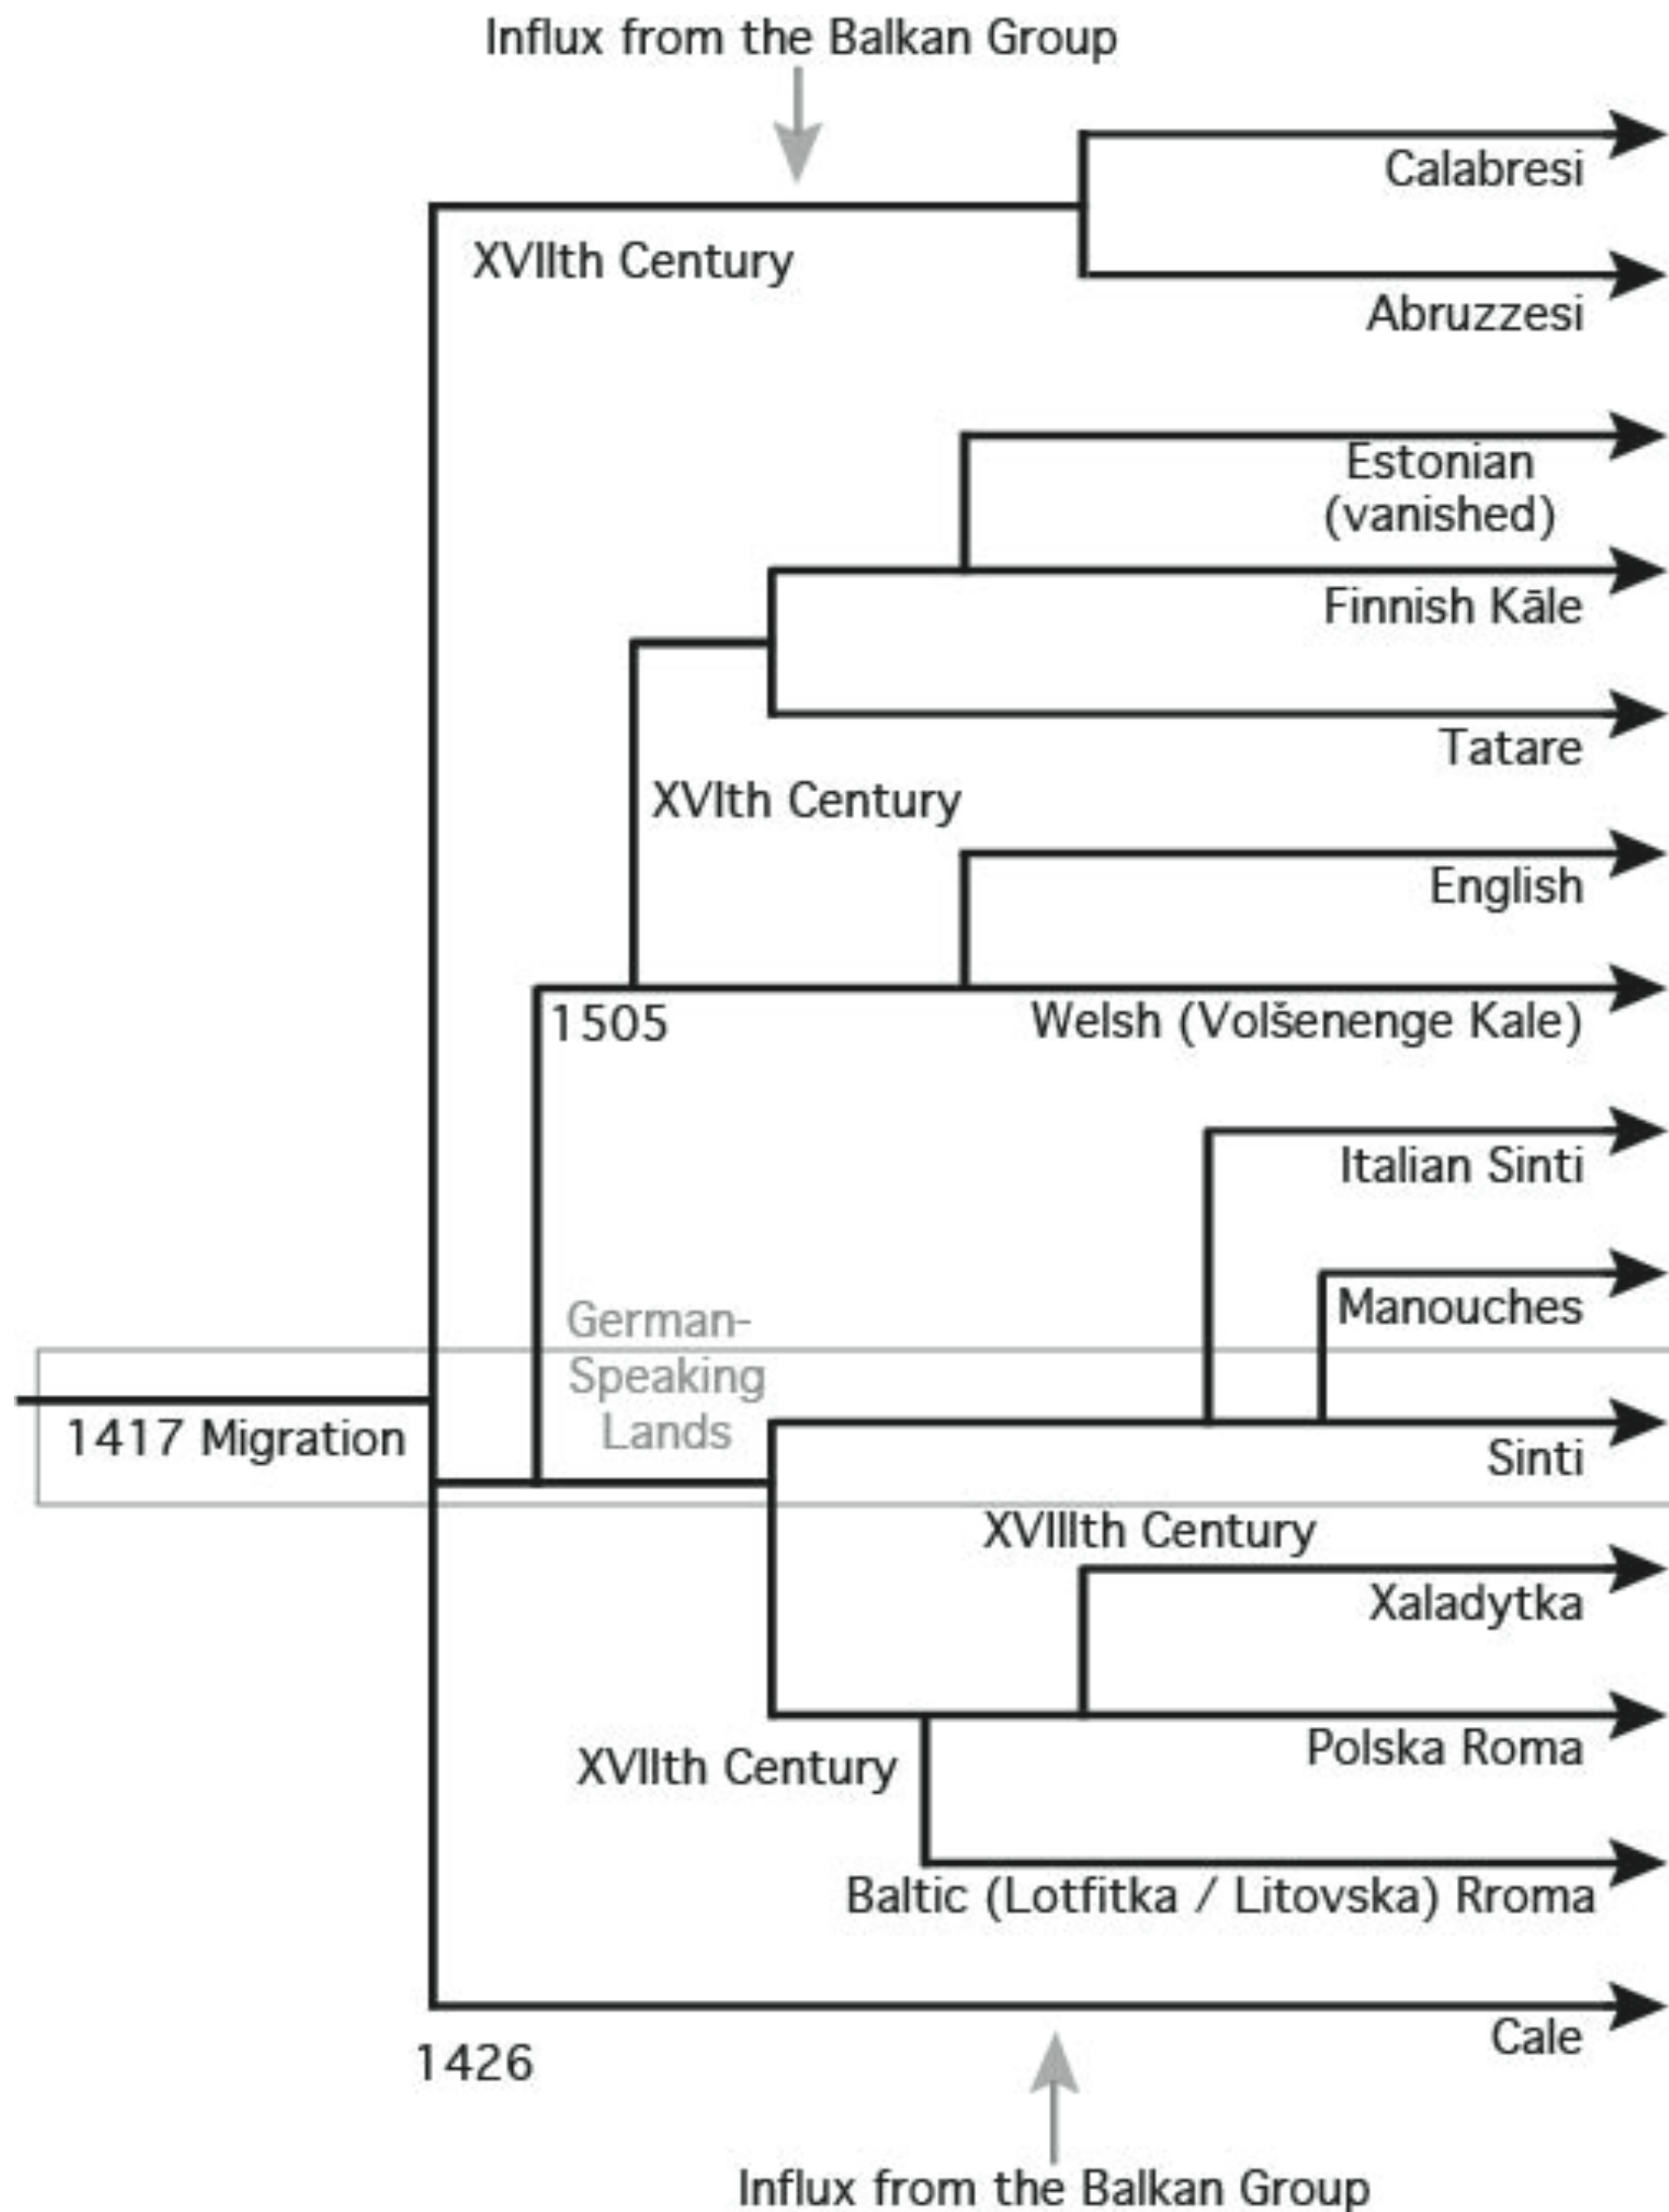 Influx from the Balkan Group
Calabresi
XVIIth Century
Abruzzesi
Estonian
(vanished)
Finnish Kāle
Tatare
XVIth Century
English
1505
Welsh (Volšenenge Kale)
Italian Sinti
Manouches
German-
Speaking
Lands
1417 Migration
Sinti
XVIIIth Century
Xaladytka
Polska Roma
XVIIth Century
Baltic (Lotfitka / Litovska) Rroma
Cale
1426
Influx from the Balkan Group